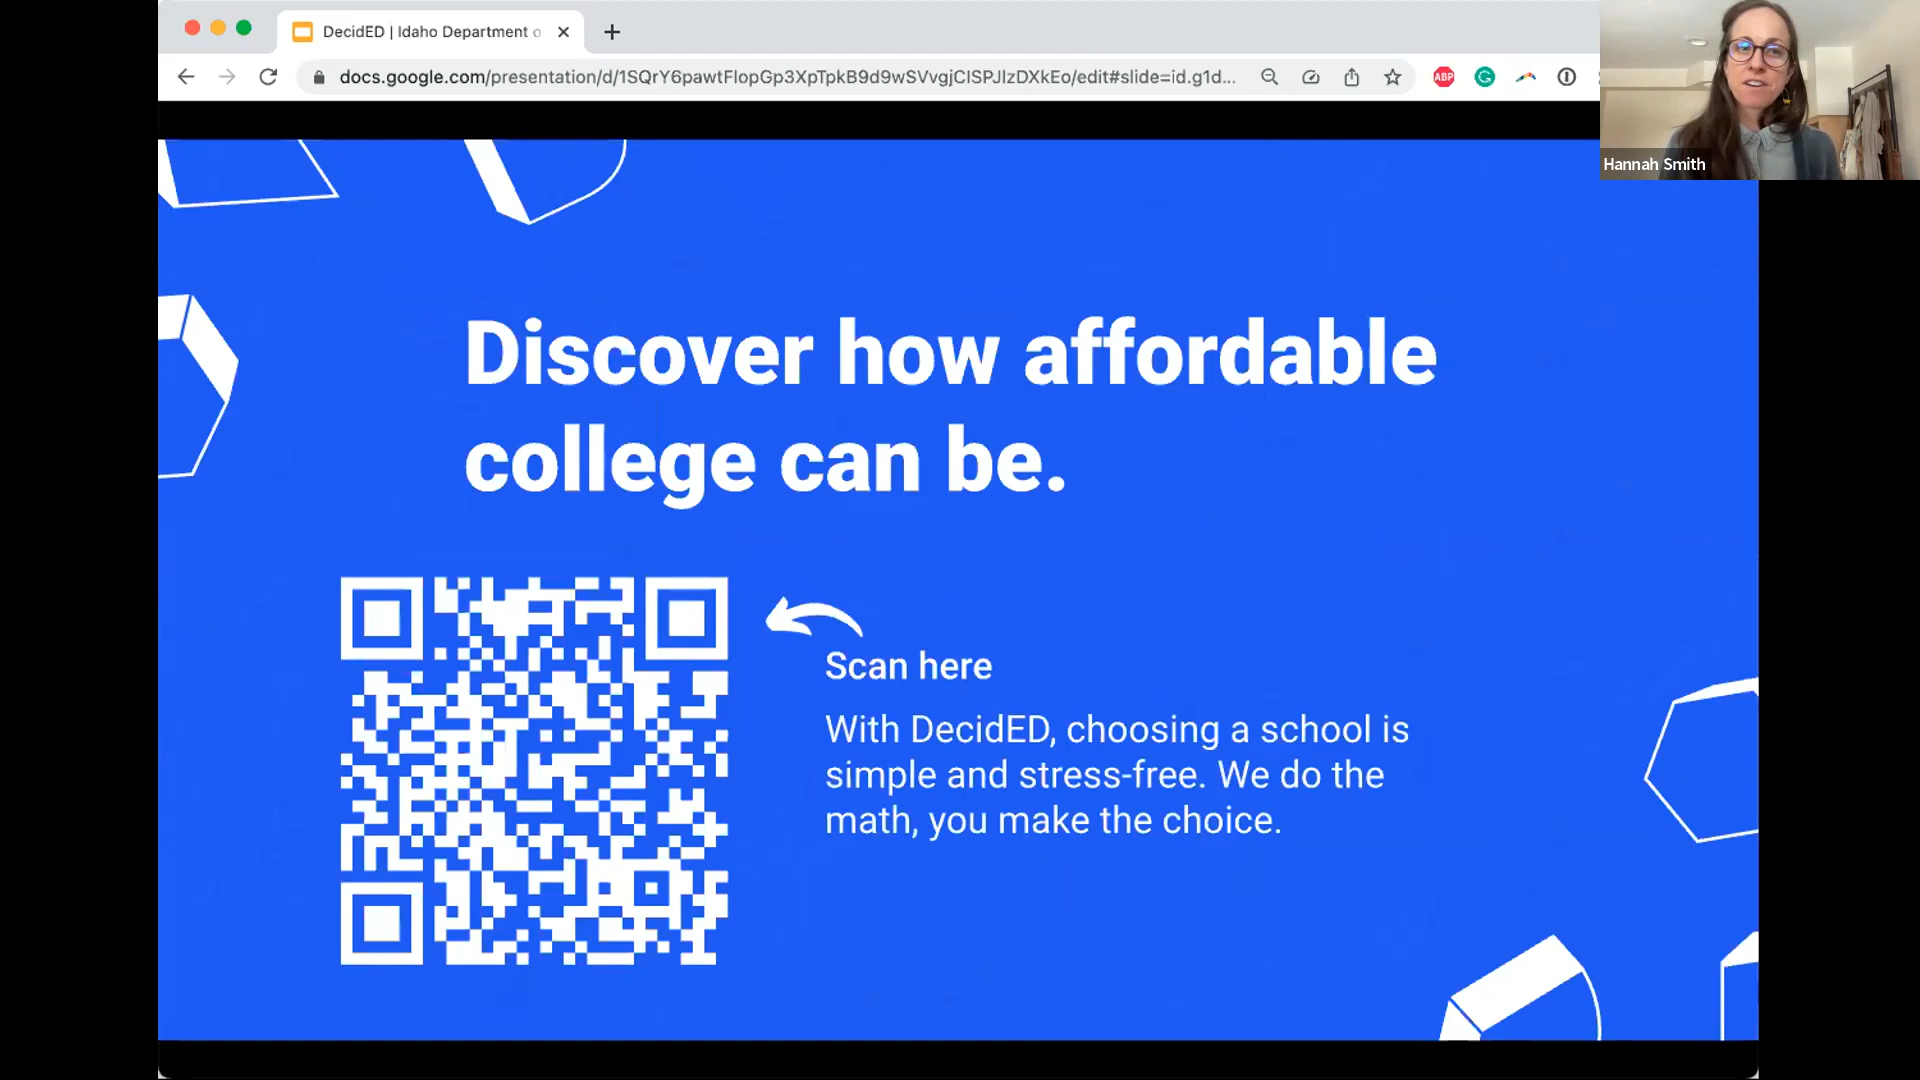 DecidED | Idaho Department o
docs.google.com/presentation/d/1SQrY6pawtFlopGp3XpTpkB9d9wSVvgjClSPJlzDXkEo/edit#slide=id.g1d...
ABP
Hannah Smith
Discover how affordable
college can be.
Scan here
With DecidED, choosing a school is
simple and stress-free. We do the
math, you make the choice.